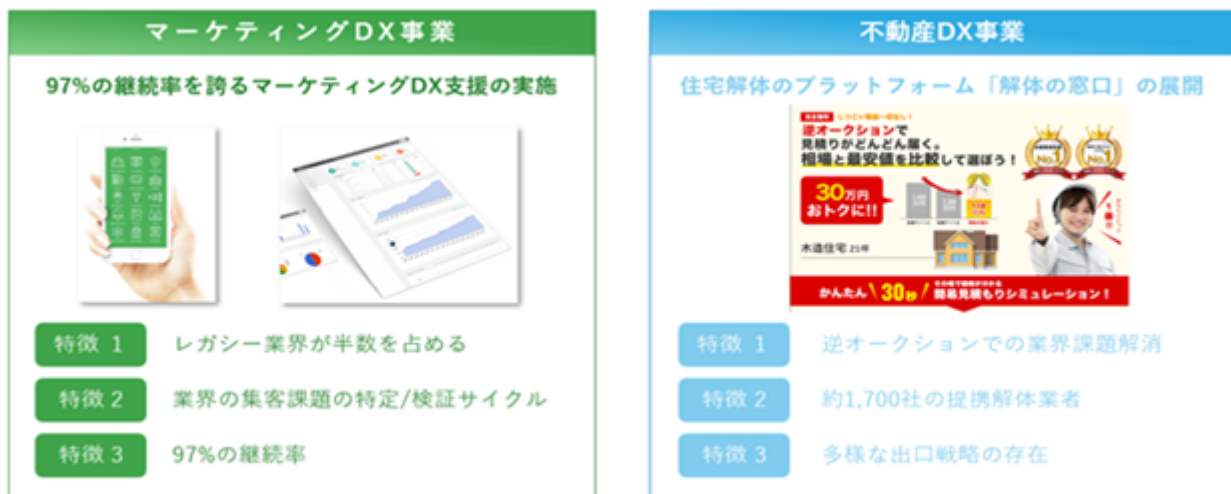 マーケティングDX事業
97%の継続率を誇るマーケティングDX支援の実施
特徴 1 レガシー業界が半数を占める
特徴 2 業界の集客課題の特定/検証サイクル
特徴 3 97%の継続率
不動産DX事業
住宅解体のプラットフォーム「解体の窓口」の展開
逆オークションで
見積りがどんどん届く。
相場と最安値を比較して選ぼう！
No.1
No.1
30万円
おトクに!!
木造住宅 21坪
かんたん 30秒 簡易見積もりシミュレーション！
特徴 1 逆オークションでの業界課題解消
特徴 2 約1,700社の提携解体業者
特徴 3 多様な出口戦略の存在